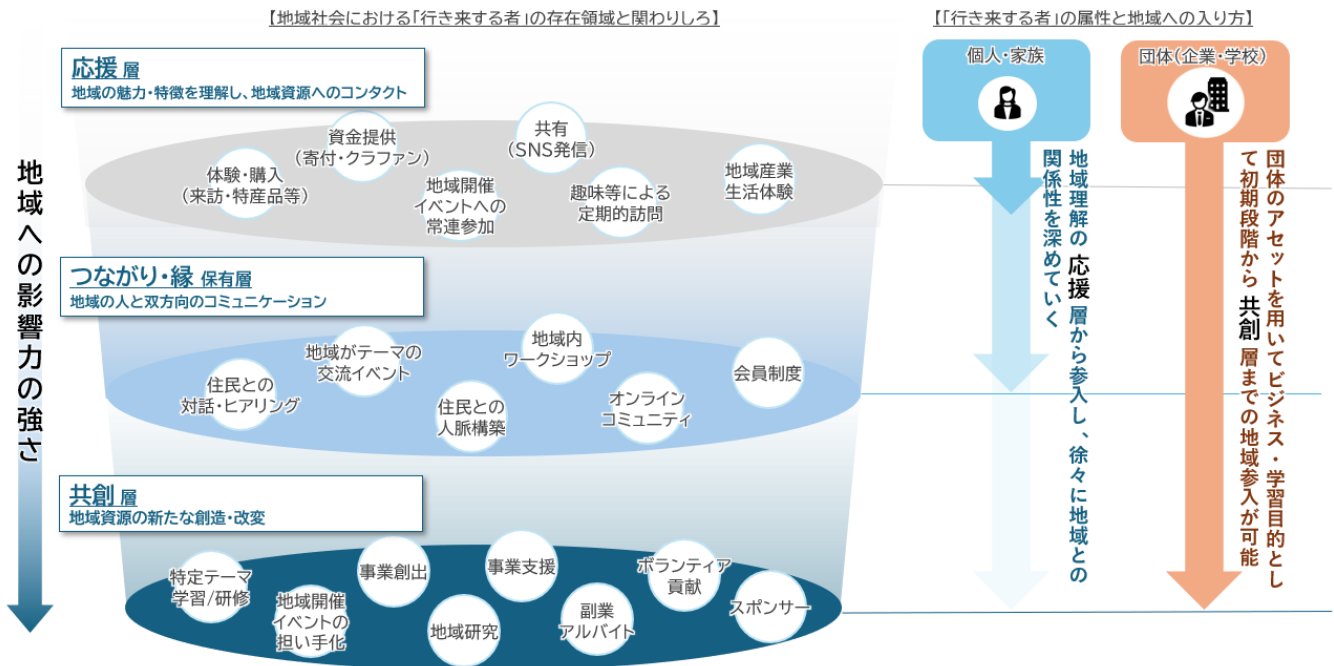 【地域社会における「行き来する者」の存在領域と関わりしろ】
応援 層
地域の魅力・特徴を理解し、地域資源へのコンタクト
資金提供
(寄付・クラファン)
共有
(SNS発信)
体験・購入
(来訪・特産品等)
地域開催
イベントへの
常連参加
趣味等による
定期的訪問
地域産業
生活体験
つながり・縁 保有層
地域の人と双方向のコミュニケーション
住民との
対話・ヒアリング
地域がテーマの
交流イベント
住民との
人脈構築
地域内
ワークショップ
オンライン
コミュニティ
会員制度
共創 層
地域資源の新たな創造・改変
特定テーマ
学習/研修
地域開催
イベントの
担い手化
事業創出
地域研究
事業支援
副業
アルバイト
ボランティア
貢献
スポンサー
地域への影響力の強さ
【「行き来する者」の属性と地域への入り方】
個人・家族
地域理解の 応援 層から参入し、徐々に地域との
関係性を深めていく
団体(企業・学校)
団体のアセットを用いてビジネス・学習目的とし
て初期段階から 共創 層までの地域参入が可能